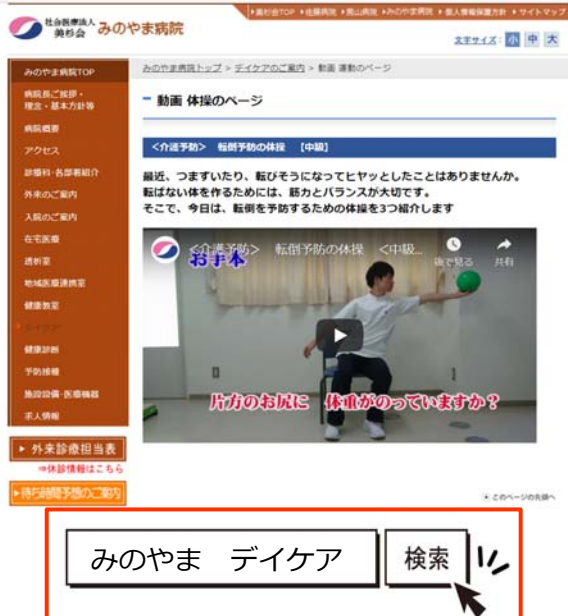 ▸美杉会TOP ▸佐藤病院 ▸男山病院 ▸みのやま病院 ▸個人情報保護方針 ▸サイトマップ
社会医療法人 美杉会 みのやま病院
文字サイズ: 小 中 大
みのやま病院トップ > デイケアのご案内 > 動画 運動のページ
みのやま病院TOP
病院長ご挨拶・
理念・基本方針等
病院概要
アクセス
診療科・各部署紹介
外来のご案内
入院のご案内
在宅医療
透析室
地域医療連携室
健康教室
デイケア
健康診断
予防接種
施設設備・医療機器
求人情報
▸ 外来診療担当表
⇒休診情報はこちら
▸待ち時間予想のご案内
動画 体操のページ
<介護予防> 転倒予防の体操 【中級】
最近、つまずいたり、転びそうになってヒヤッとしたことはありませんか。
転ばない体を作るためには、筋力とバランスが大切です。
そこで、今日は、転倒を予防するための体操を3つ紹介します
<介護予防> 転倒予防の体操 <中級...
お手本
後で見る 共有
片方のお尻に 体重がのっていますか?
このページの先頭へ
みのやま デイケア 検索